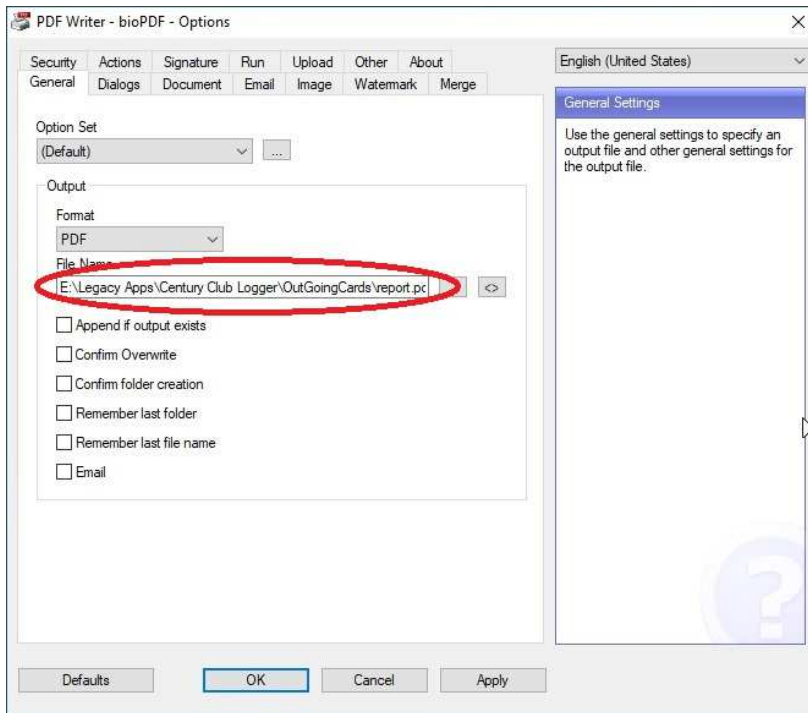 PDF Writer - bioPDF - Options
Security Actions Signature Run Upload Other About
General Dialogs Document Email Image Watermark Merge
Option Set
(Default)
...
Output
Format
PDF
File Name
E:\Legacy Apps\Century Club Logger\OutGoingCards\report.pd
<>
Append if output exists
Confirm Overwrite
Confirm folder creation
Remember last folder
Remember last file name
Email
English (United States)
General Settings
Use the general settings to specify an
output file and other general settings for
the output file.
Defaults OK Cancel Apply